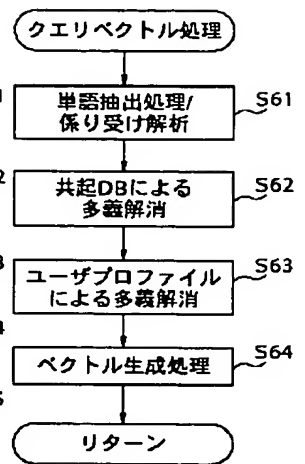 クエリベクトル処理
単語抽出処理/
係り受け解析
S61
共起DBによる
多義解消
S62
ユーザプロファイル
による多義解消
S63
ベクトル生成処理
S64
リターン